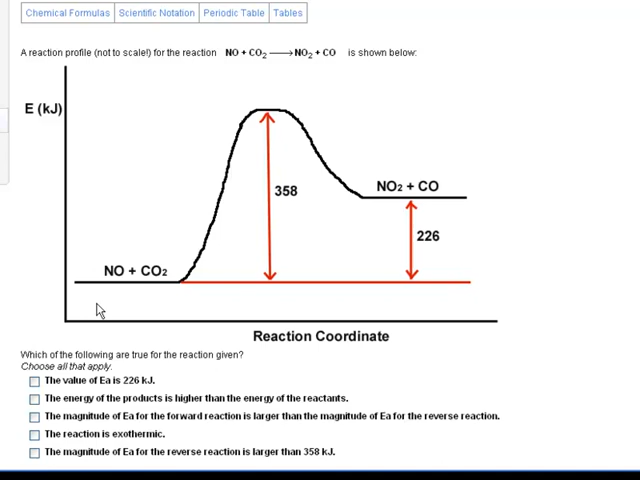 Chemical Formulas Scientific Notation Periodic Table Tables
A reaction profile (not to scale!) for the reaction NO + CO₂ ⟶ NO₂ + CO is shown below:
E (kJ)
NO₂ + CO
358
226
NO + CO₂
Reaction Coordinate
Which of the following are true for the reaction given?
Choose all that apply.
The value of Ea is 226 kJ.
The energy of the products is higher than the energy of the reactants.
The magnitude of Ea for the forward reaction is larger than the magnitude of Ea for the reverse reaction.
The reaction is exothermic.
The magnitude of Ea for the reverse reaction is larger than 358 kJ.